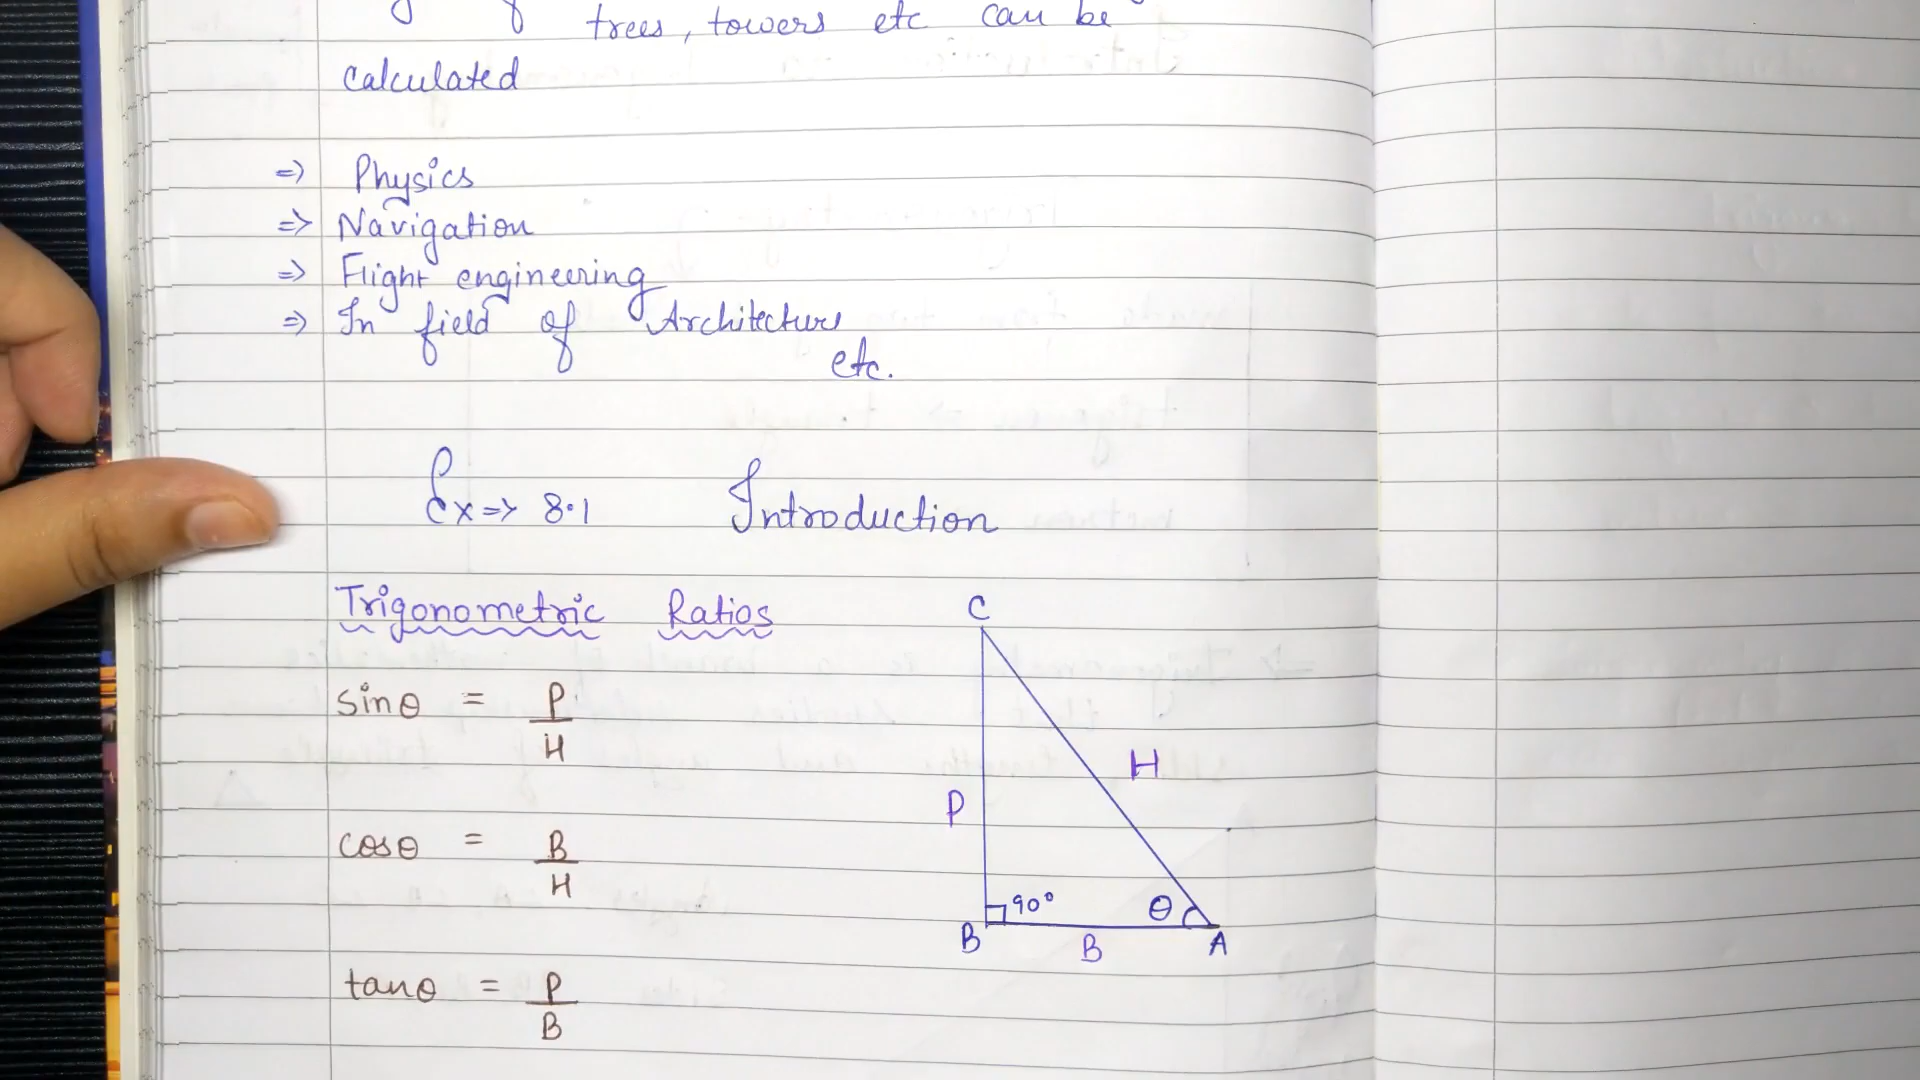 trees, towers etc can be
calculated
=> Physics
=> Navigation
=> Flight engineering
=> In field of Architecture
etc.
Ex => 8.1 Introduction
Trigonometric Ratios
sinθ = P/H
cosθ = B/H
tanθ = P/B
C
H
P
90° θ
B B A